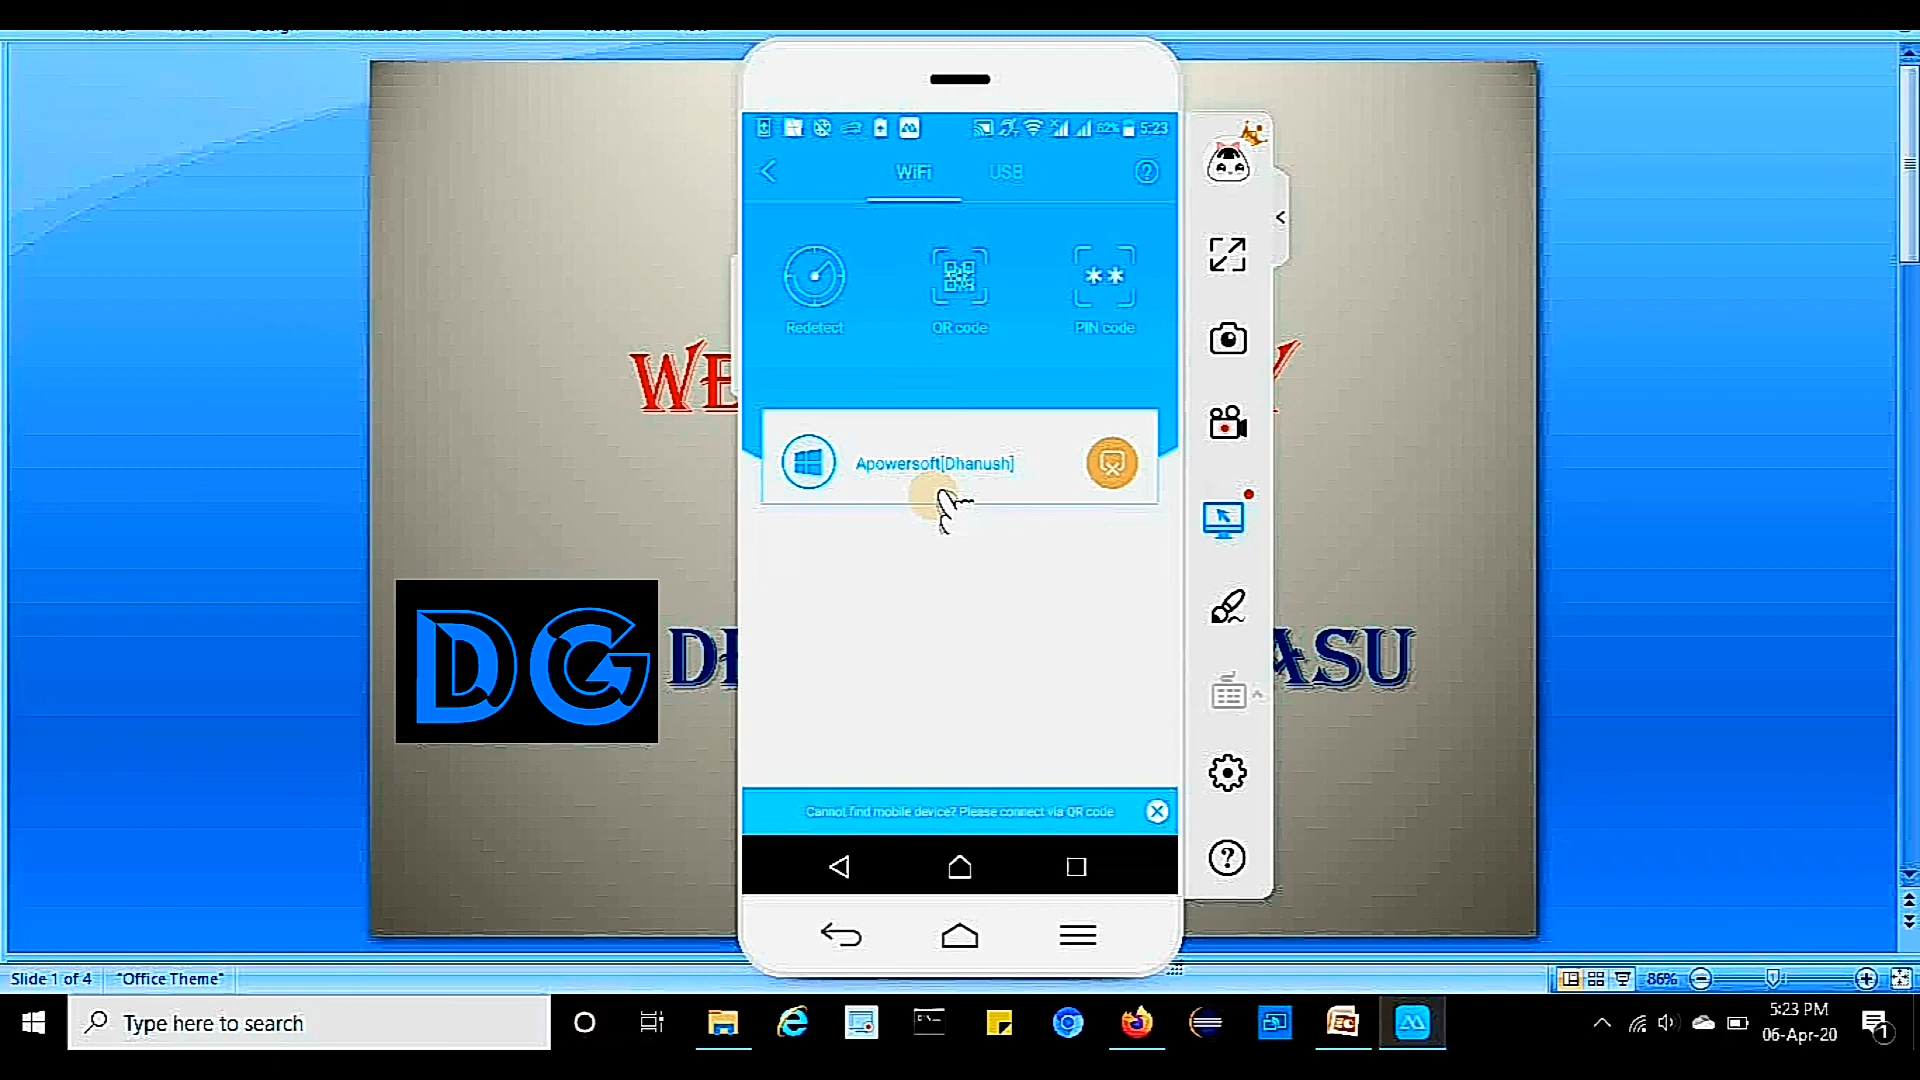 62% 5:23
WiFi USB
Redetect QR code PIN code
WE
Apowersoft[Dhanush]
DG
ASU
Cannot find mobile device? Please connect via QR code
Slide 1 of 4 "Office Theme" 86%
Type here to search
5:23 PM
06-Apr-20
1